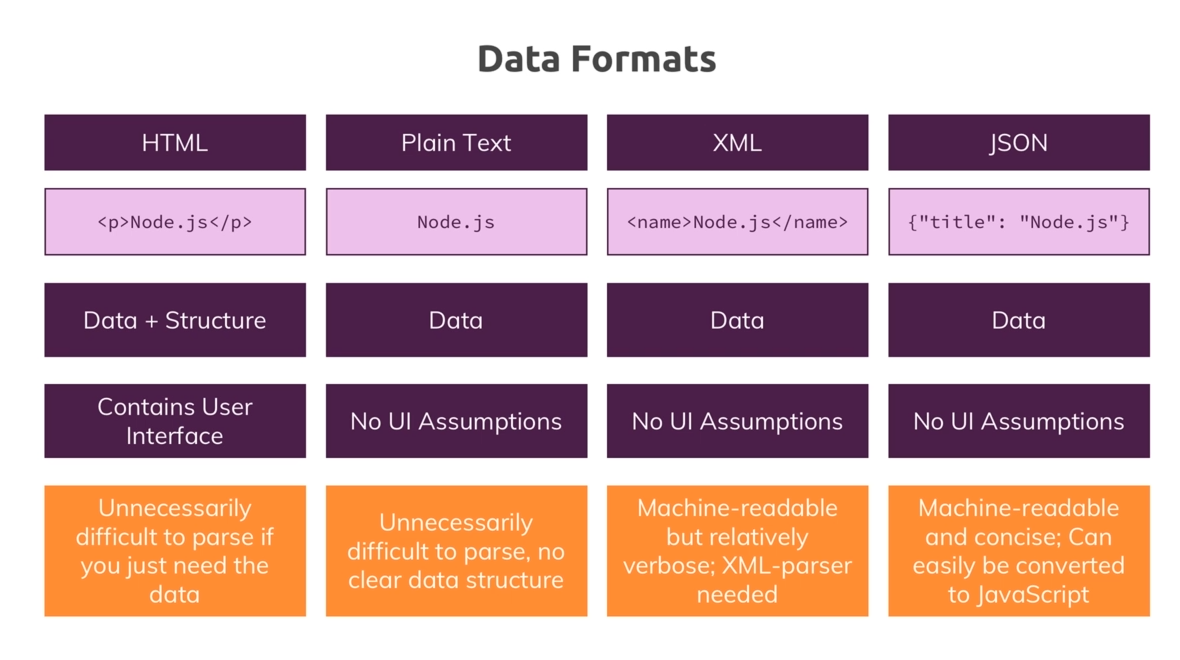 Data Formats
HTML
Plain Text
XML
JSON
<p>Node.js</p>
Node.js
<name>Node.js</name>
{"title": "Node.js"}
Data + Structure
Data
Data
Data
Contains User
Interface
No UI Assumptions
No UI Assumptions
No UI Assumptions
Unnecessarily
difficult to parse if
you just need the
data
Unnecessarily
difficult to parse, no
clear data structure
Machine-readable
but relatively
verbose; XML-parser
needed
Machine-readable
and concise; Can
easily be converted
to JavaScript